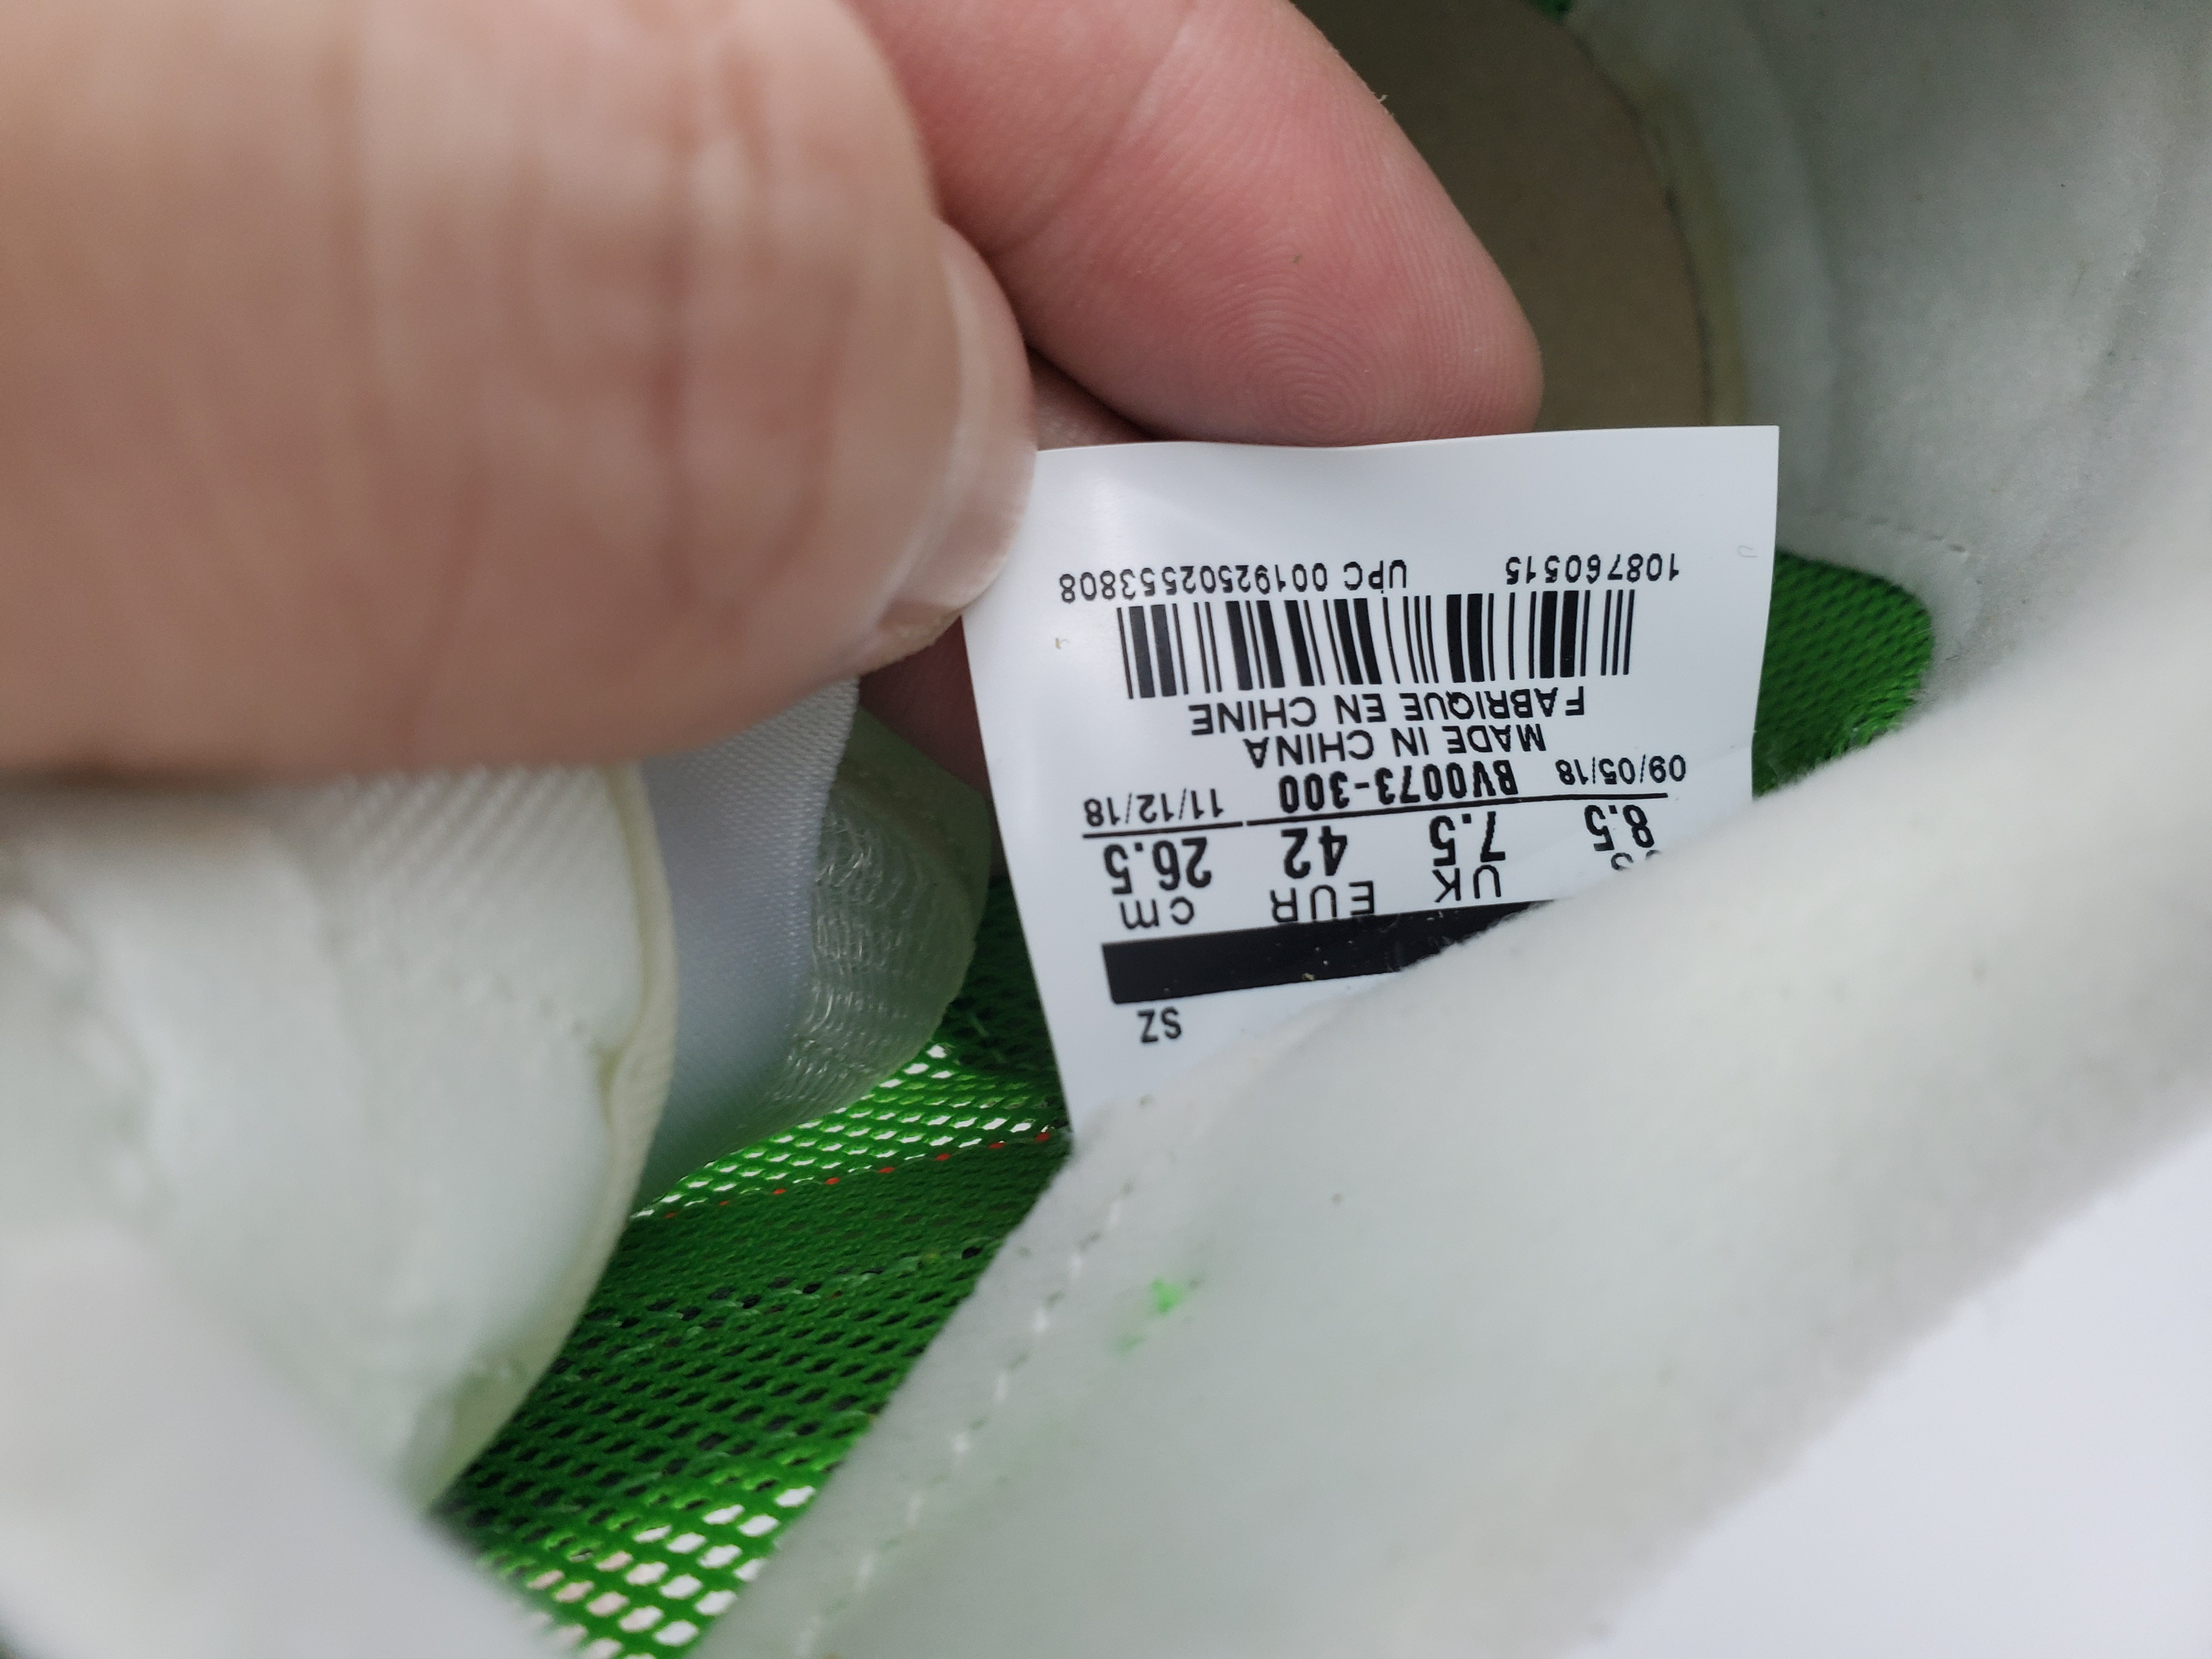 SZ
UK EUR cm
8.5 7.5 42 26.5
09/05/18 BV0073-300 11/12/18
MADE IN CHINA
FABRIQUE EN CHINE
108760515 UPC 00192502553808